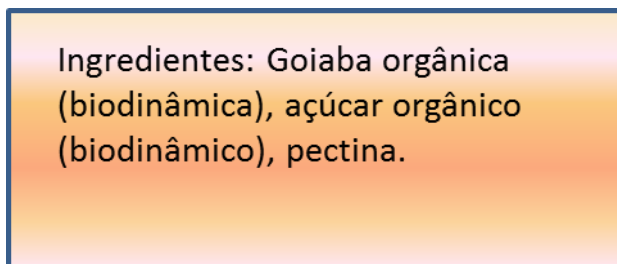 Ingredientes: Goiaba orgânica
(biodinâmica), açúcar orgânico
(biodinâmico), pectina.